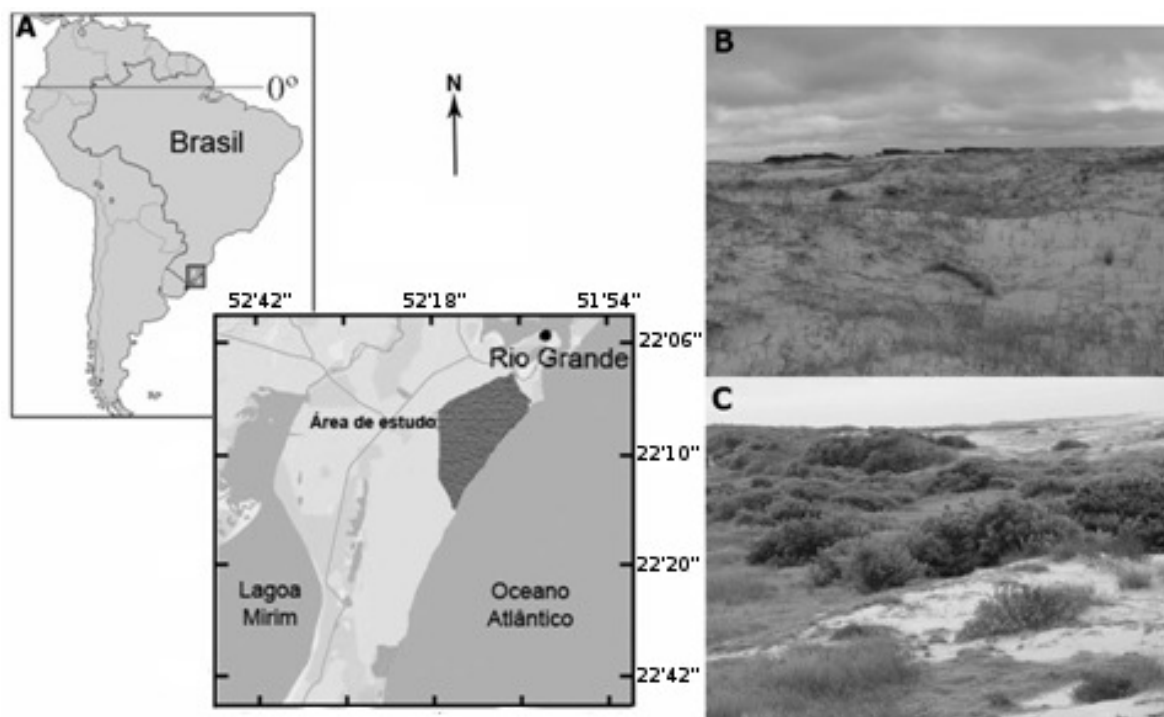 A
0º
Brasil
N
B
52'42" 52'18" 51'54"
22'06"
Rio Grande
Área de estudo
22'10"
22'20"
Lagoa
Mirim
Oceano
Atlântico
22'42"
C